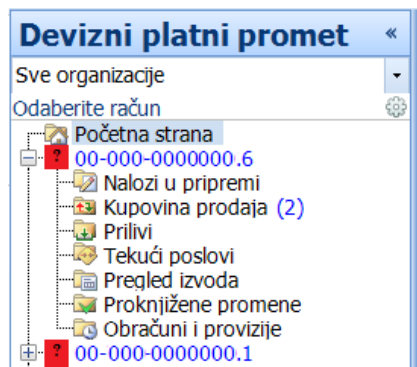 Devizni platni promet «
Sve organizacije
Odaberite račun
Početna strana
? 00-000-0000000.6
Nalozi u pripremi
Kupovina prodaja (2)
Prilivi
Tekući poslovi
Pregled izvoda
Proknjižene promene
Obračuni i provizije
? 00-000-0000000.1